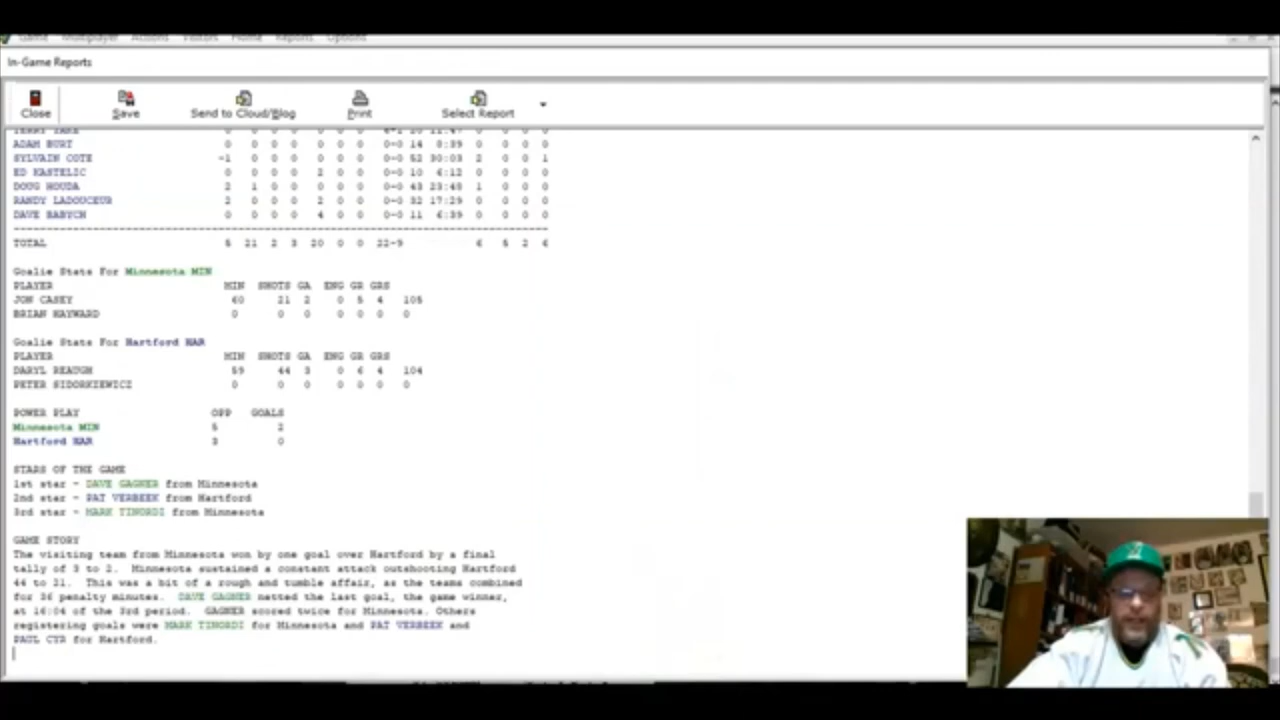 Game Multiplayer Actions Home Reports Options
In-Game Reports
Close Save Send to Cloud/Blog Print Select Report
TERRY YAKE 0 0 0 0 0 0 0
ADAM BURT 0 0 0 0 0 0 0 0-0 14 8:39 0 0 0 0
SYLVAIN COTE -1 0 0 0 0 0 0 0-0 52 30:03 2 0 0 1
ED KASTELIC 0 0 0 0 2 0 0 0-0 10 6:12 0 0 0 0
DOUG HOUDA 2 1 0 0 0 0 0 0-0 43 23:48 1 0 0 0
RANDY LADOUCEUR 2 0 0 0 2 0 0 0-0 32 17:29 0 0 0 0
DAVE BABYCH 0 0 0 0 4 0 0 0-0 11 6:39 0 0 0 0
TOTAL 5 21 2 3 20 0 0 22-9 6 5 2 6
Goalie Stats For Minnesota MIN
PLAYER MIN SHOTS GA ENG GR GRS
JON CASEY 60 21 2 0 5 4 105
BRIAN HAYWARD 0 0 0 0 0 0 0
Goalie Stats For Hartford HAR
PLAYER MIN SHOTS GA ENG GR GRS
DARYL REAUGH 59 44 3 0 6 4 104
PETER SIDORKIEWICZ 0 0 0 0 0 0 0
POWER PLAY OPP GOALS
Minnesota MIN 5 2
Hartford HAR 3 0
STARS OF THE GAME
1st star - DAVE GAGNER from Minnesota
2nd star - PAT VERBEEK from Hartford
3rd star - MARK TINORDI from Minnesota
GAME STORY
The visiting team from Minnesota won by one goal over Hartford by a final
tally of 3 to 2. Minnesota sustained a constant attack outshooting Hartford
44 to 21. This was a bit of a rough and tumble affair, as the teams combined
for 36 penalty minutes. DAVE GAGNER netted the last goal, the game winner,
at 16:04 of the 3rd period. GAGNER scored twice for Minnesota. Others
registering goals were MARK TINORDI for Minnesota and PAT VERBEEK and
PAUL CYR for Hartford.